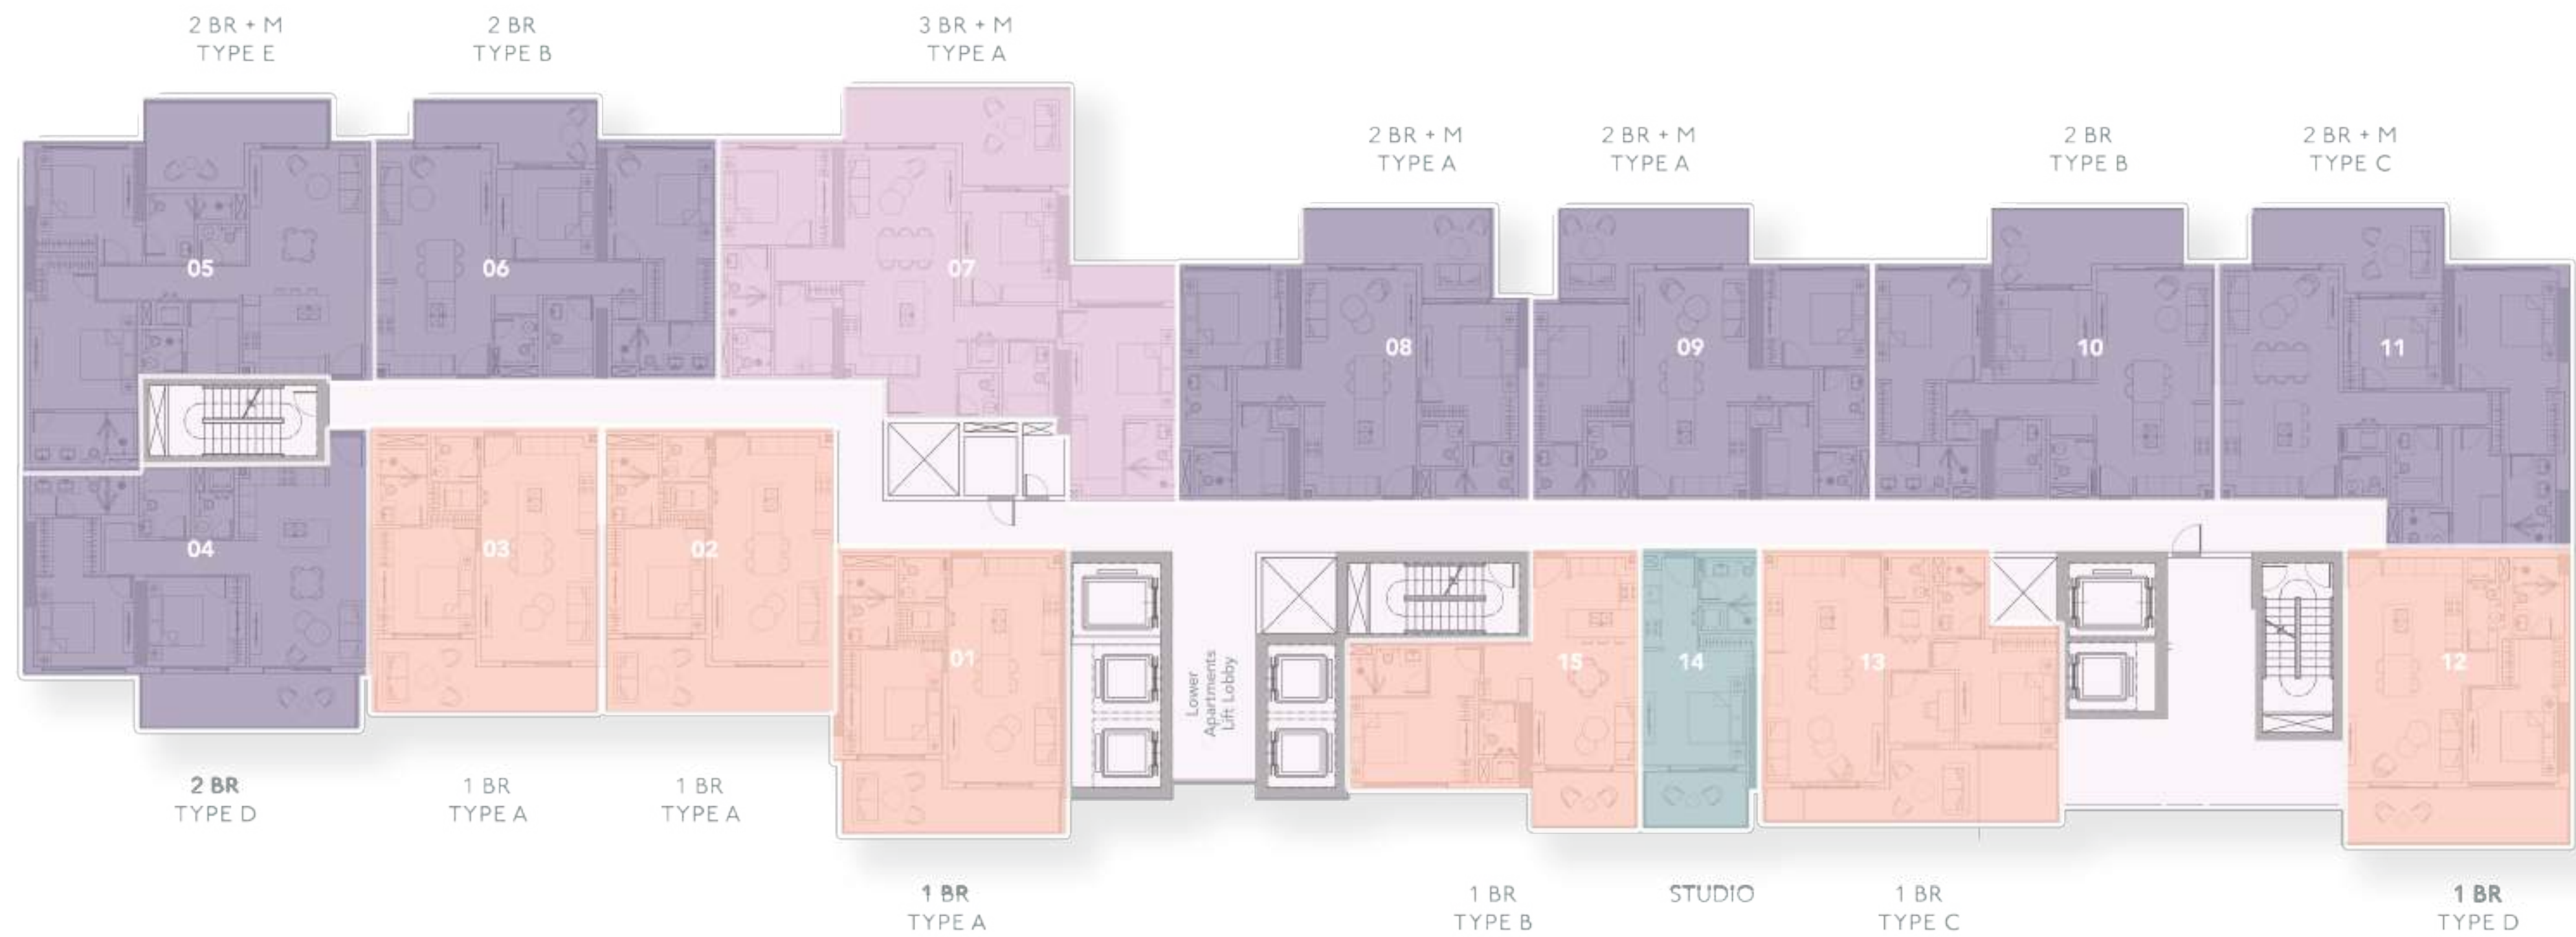 2 BR + M
TYPE E
2 BR
TYPE B
3 BR + M
TYPE A
2 BR + M
TYPE A
2 BR + M
TYPE A
2 BR
TYPE B
2 BR + M
TYPE C
05
06
07
08
09
10
11
04
03
02
01
15
14
13
12
Lower
Apartments
Lift Lobby
2 BR
TYPE D
1 BR
TYPE A
1 BR
TYPE A
1 BR
TYPE A
1 BR
TYPE B
STUDIO
1 BR
TYPE C
1 BR
TYPE D